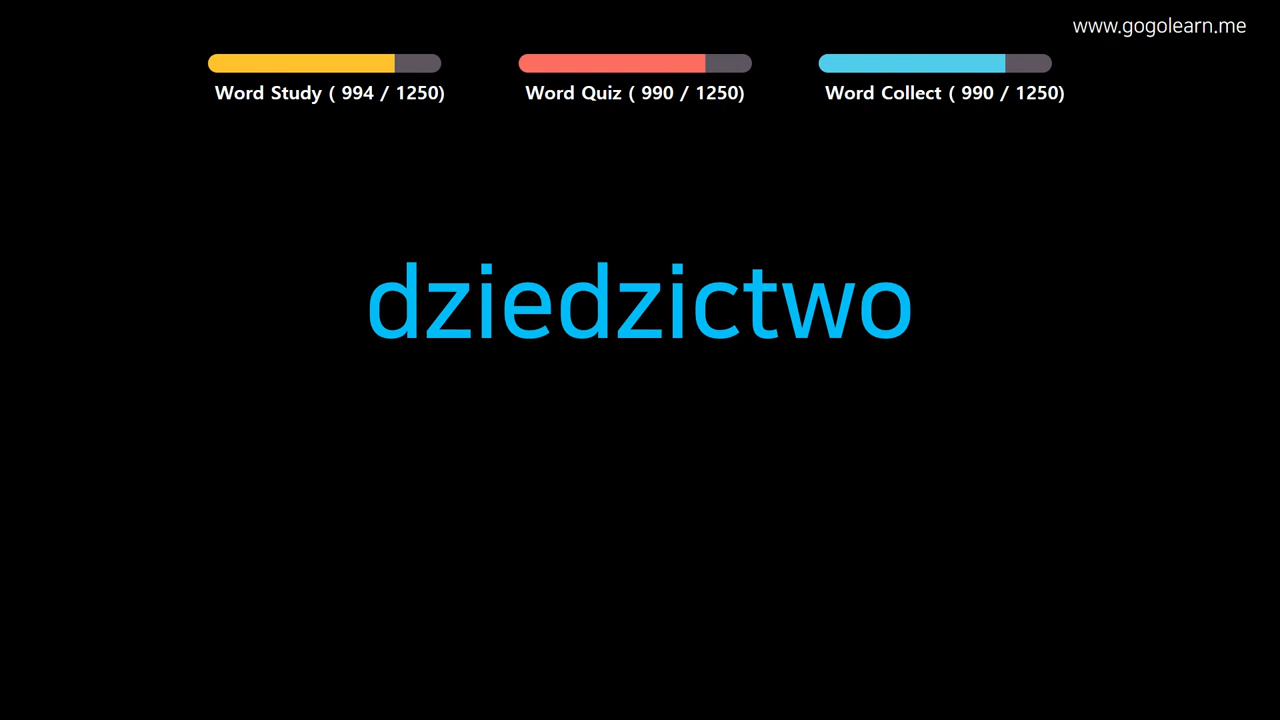 www.gogolearn.me
Word Study ( 994 / 1250)
Word Quiz ( 990 / 1250)
Word Collect ( 990 / 1250)
dziedzictwo